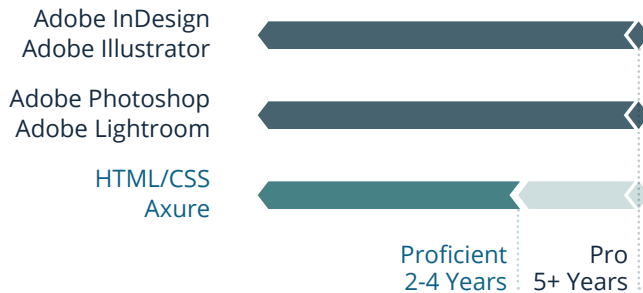 Adobe InDesign
Adobe Illustrator
Adobe Photoshop
Adobe Lightroom
HTML/CSS
Axure
Proficient
2-4 Years
Pro
5+ Years